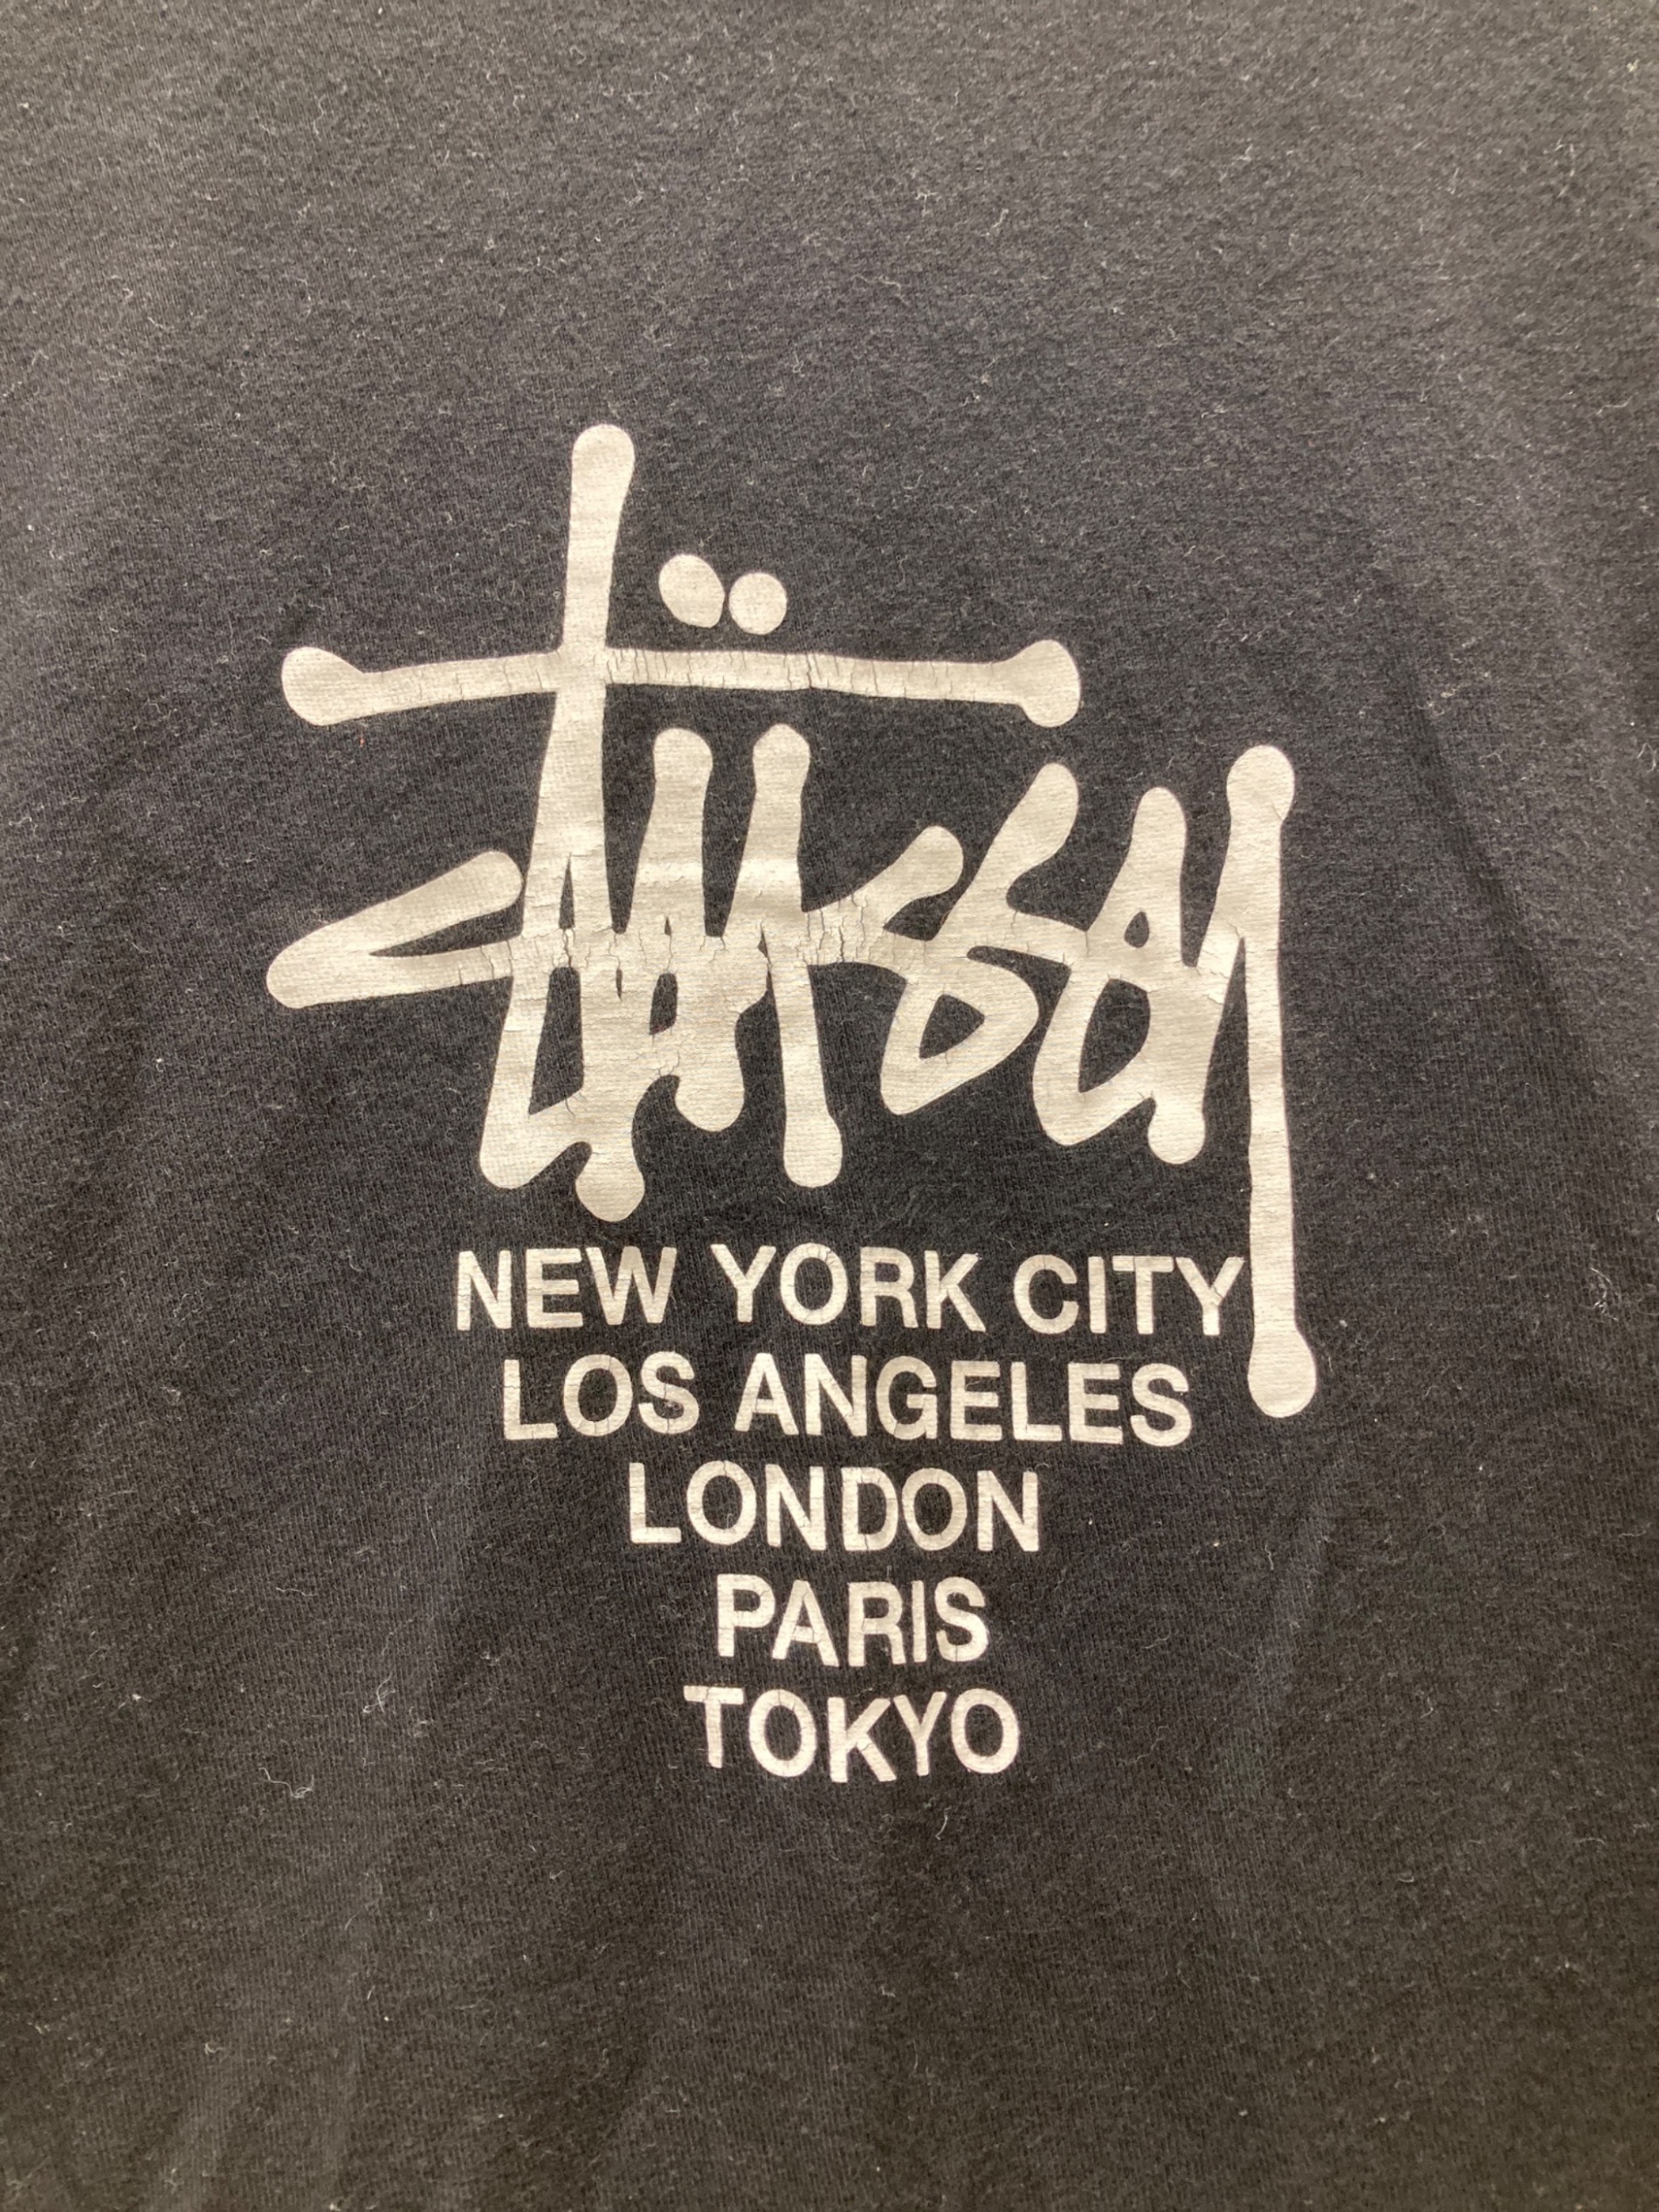 Stüssy
NEW YORK CITY
LOS ANGELES
LONDON
PARIS
TOKYO